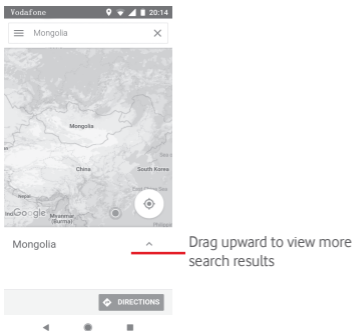 Vodafone 20:14
Mongolia
Mongolia
China
South Korea
Nepal
Google
Myanmar
(Burma)
Mongolia
Drag upward to view more
search results
DIRECTIONS